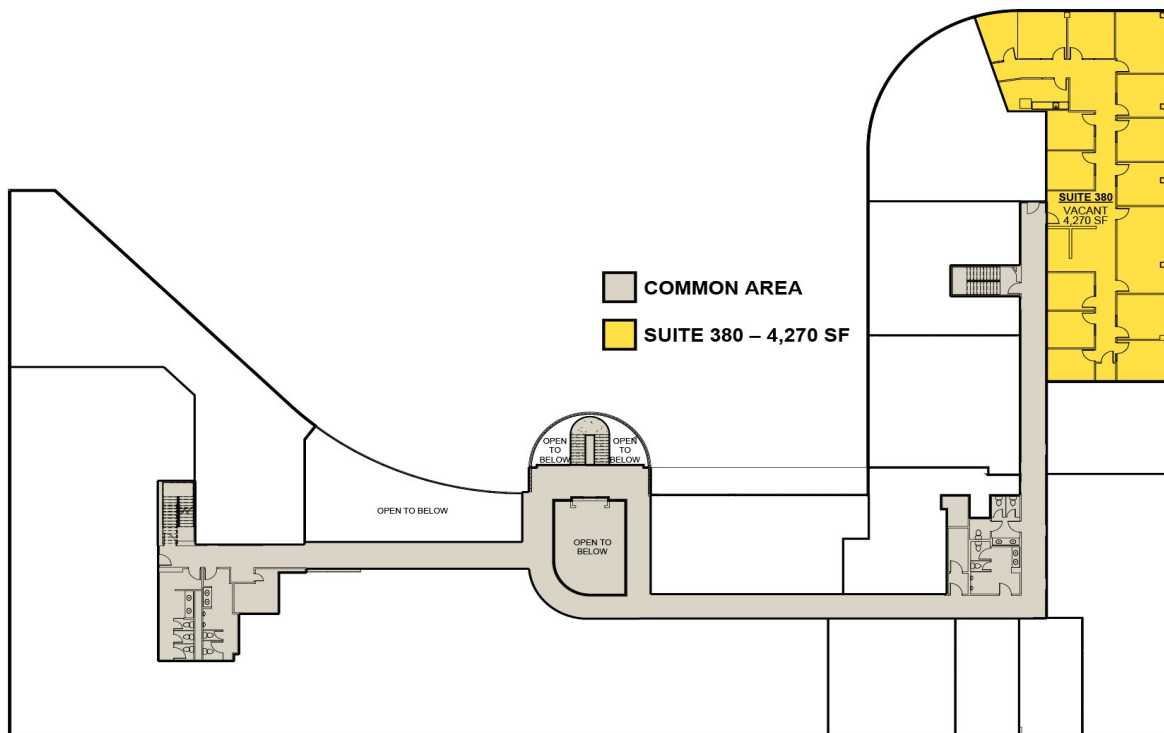 SUITE 380
VACANT
4,270 SF
COMMON AREA
SUITE 380 – 4,270 SF
OPEN
TO
BELOW
OPEN
TO
BELOW
OPEN TO BELOW
OPEN TO
BELOW